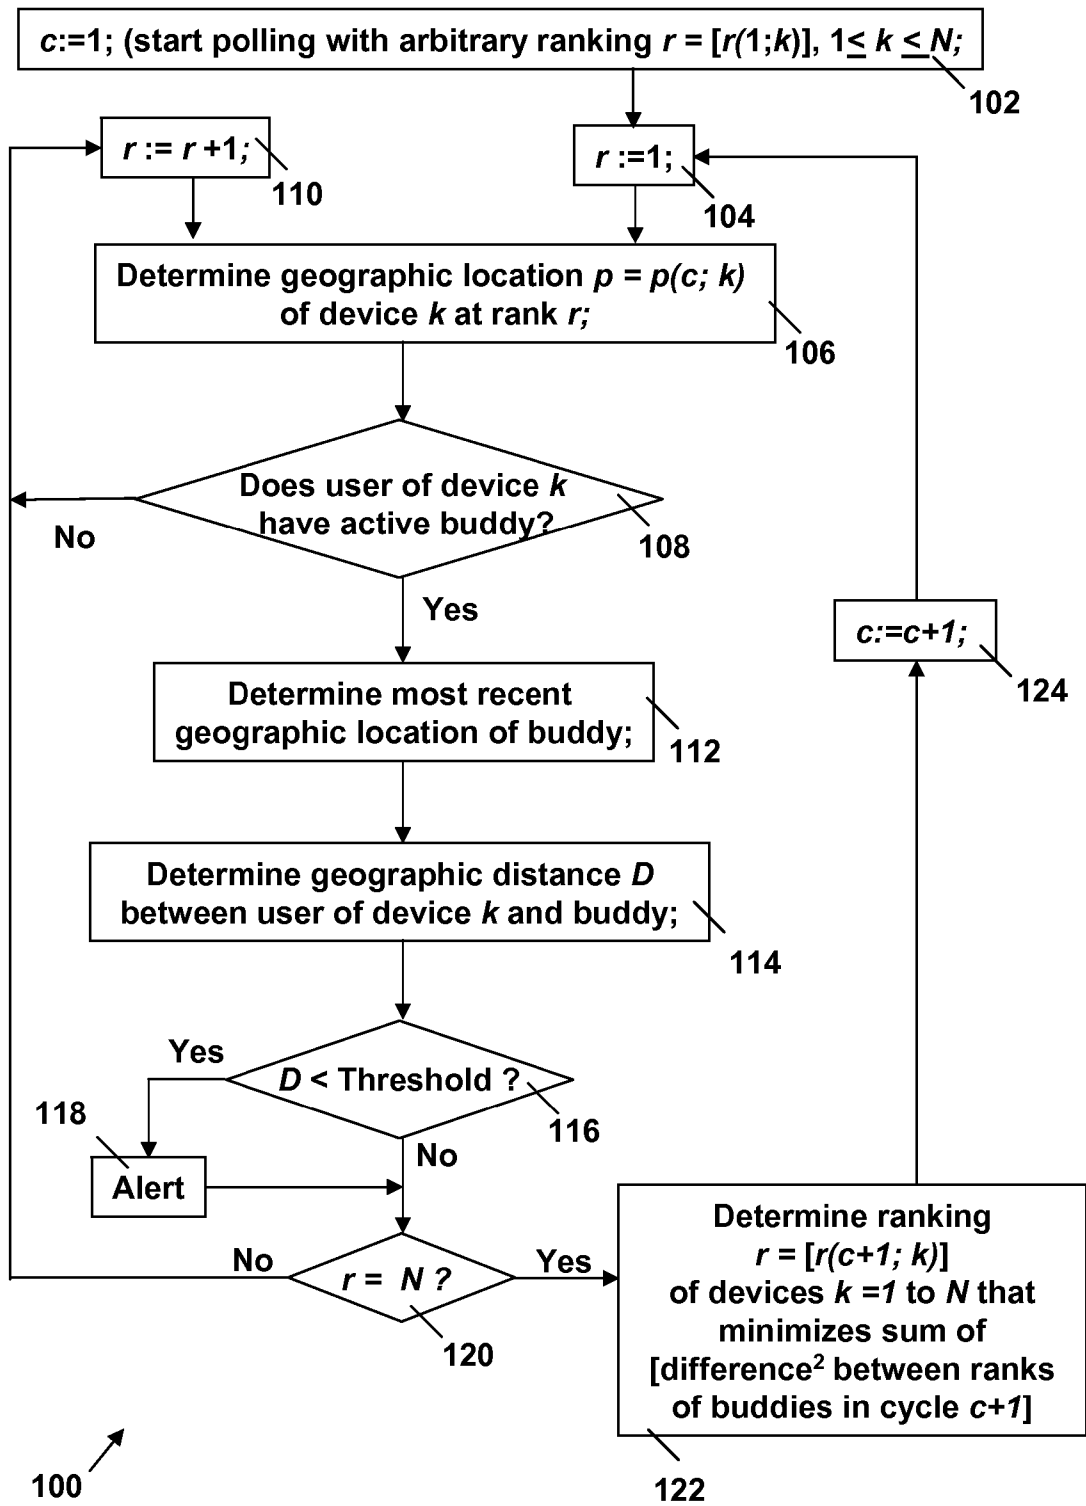 c:=1; (start polling with arbitrary ranking r = [r(1;k)], 1≤ k ≤ N;
102
r := r +1;
110
r :=1;
104
Determine geographic location p = p(c; k)
of device k at rank r;
106
Does user of device k
have active buddy?
108
No
Yes
c:=c+1;
124
Determine most recent
geographic location of buddy;
112
Determine geographic distance D
between user of device k and buddy;
114
Yes
D < Threshold ?
116
118
No
Alert
No
r = N ?
Yes
120
Determine ranking
r = [r(c+1; k)]
of devices k =1 to N that
minimizes sum of
[difference² between ranks
of buddies in cycle c+1]
122
100